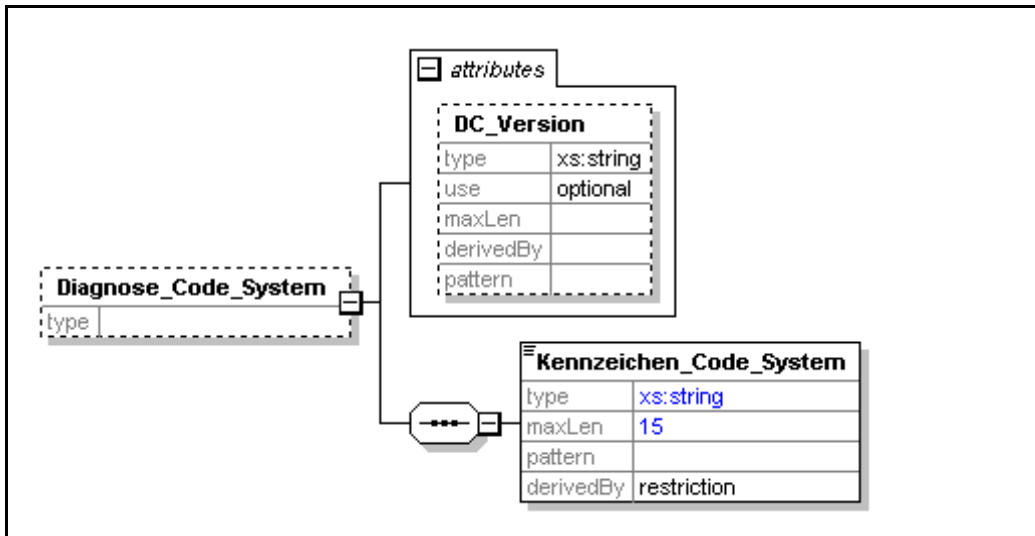 attributes
DC_Version
type xs:string
use optional
maxLen
derivedBy
pattern
Diagnose_Code_System
type
Kennzeichen_Code_System
type xs:string
maxLen 15
pattern
derivedBy restriction